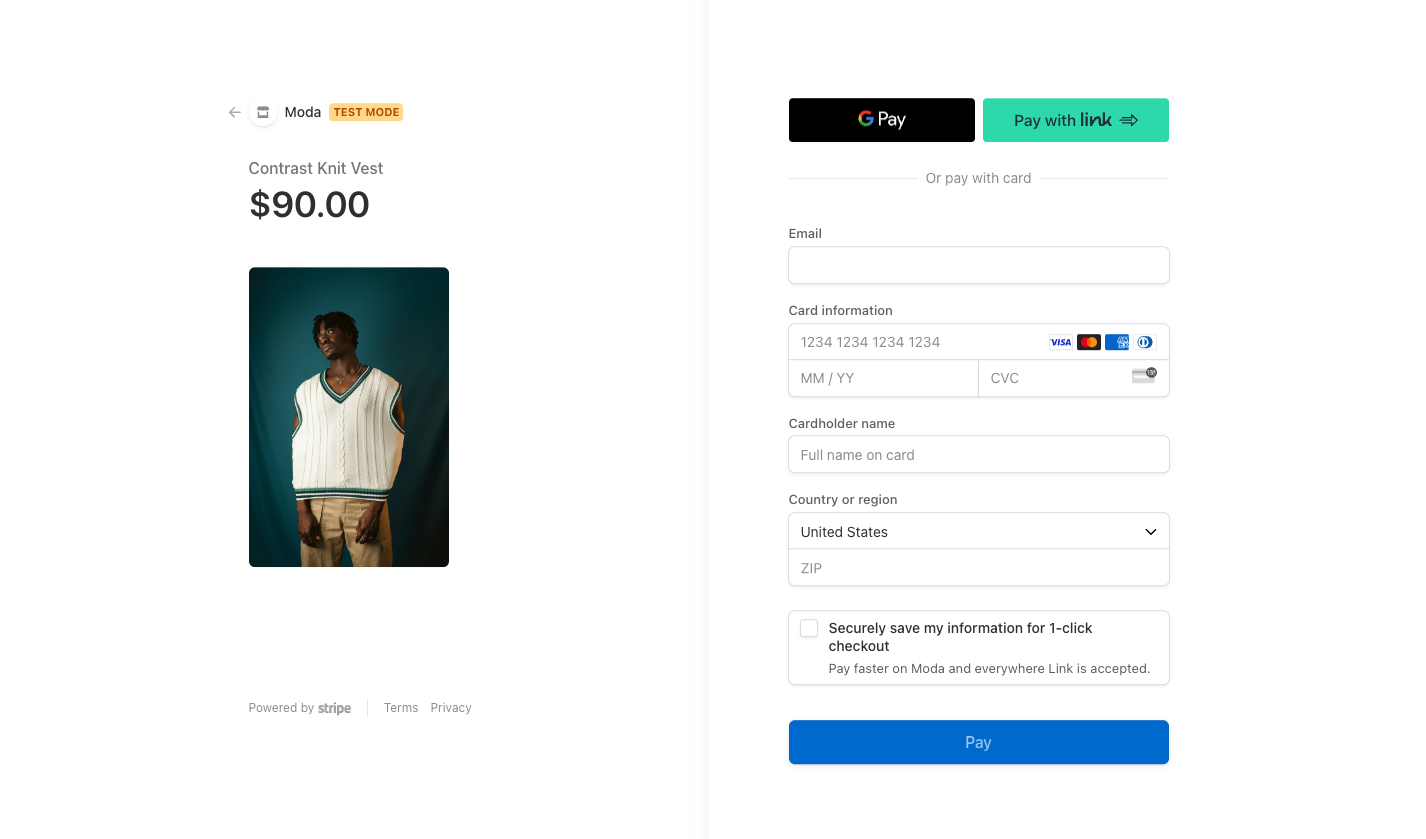 Moda TEST MODE
Contrast Knit Vest
$90.00
Powered by stripe
Terms Privacy
G Pay Pay with link
Or pay with card
Email
Card information
1234 1234 1234 1234 VISA
MM / YY CVC
Cardholder name
Full name on card
Country or region
United States
ZIP
Securely save my information for 1-click
checkout
Pay faster on Moda and everywhere Link is accepted.
Pay